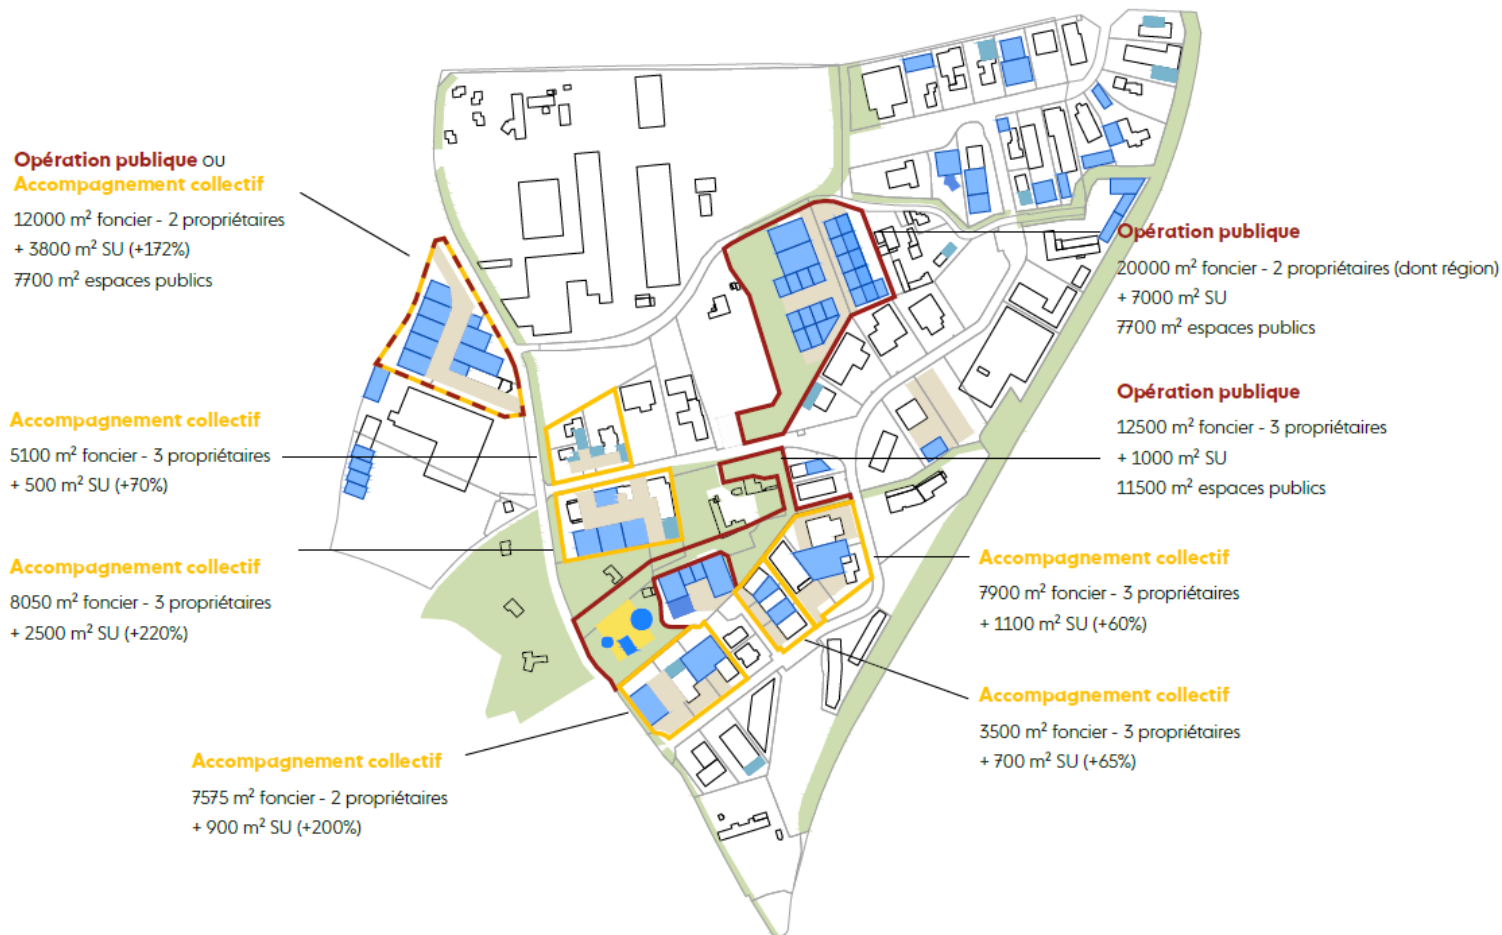 Opération publique OU
Accompagnement collectif
12000 m² foncier - 2 propriétaires
+ 3800 m² SU (+172%)
7700 m² espaces publics
Accompagnement collectif
5100 m² foncier - 3 propriétaires
+ 500 m² SU (+70%)
Accompagnement collectif
8050 m² foncier - 3 propriétaires
+ 2500 m² SU (+220%)
Accompagnement collectif
7575 m² foncier - 2 propriétaires
+ 900 m² SU (+200%)
Opération publique
20000 m² foncier - 2 propriétaires (dont région)
+ 7000 m² SU
7700 m² espaces publics
Opération publique
12500 m² foncier - 3 propriétaires
+ 1000 m² SU
11500 m² espaces publics
Accompagnement collectif
7900 m² foncier - 3 propriétaires
+ 1100 m² SU (+60%)
Accompagnement collectif
3500 m² foncier - 3 propriétaires
+ 700 m² SU (+65%)